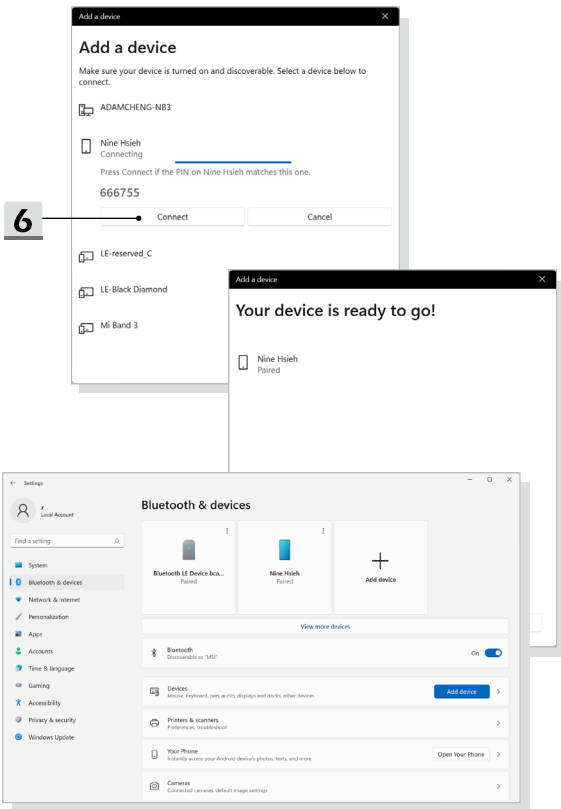 Add a device
Add a device
Make sure your device is turned on and discoverable. Select a device below to
connect.
ADAMCHENG-NB3
Nine Hsieh
Connecting
Press Connect if the PIN on Nine Hsieh matches this one.
666755
6
Connect
Cancel
LE-reserved_C
LE-Black Diamond
Mi Band 3
Add a device
Your device is ready to go!
Nine Hsieh
Paired
Settings
z
Local Account
Find a setting
System
Bluetooth & devices
Network & internet
Personalization
Apps
Accounts
Time & language
Gaming
Accessibility
Privacy & security
Windows Update
Bluetooth & devices
Bluetooth LE Device bca...
Paired
Nine Hsieh
Paired
Add device
View more devices
Bluetooth
Discoverable as "MSI"
On
Devices
Mouse, keyboard, pen, audio, displays and docks, other devices
Add device
Printers & scanners
Preferences, troubleshoot
Your Phone
Instantly access your Android device's photos, texts, and more
Open Your Phone
Cameras
Connected cameras, default image settings